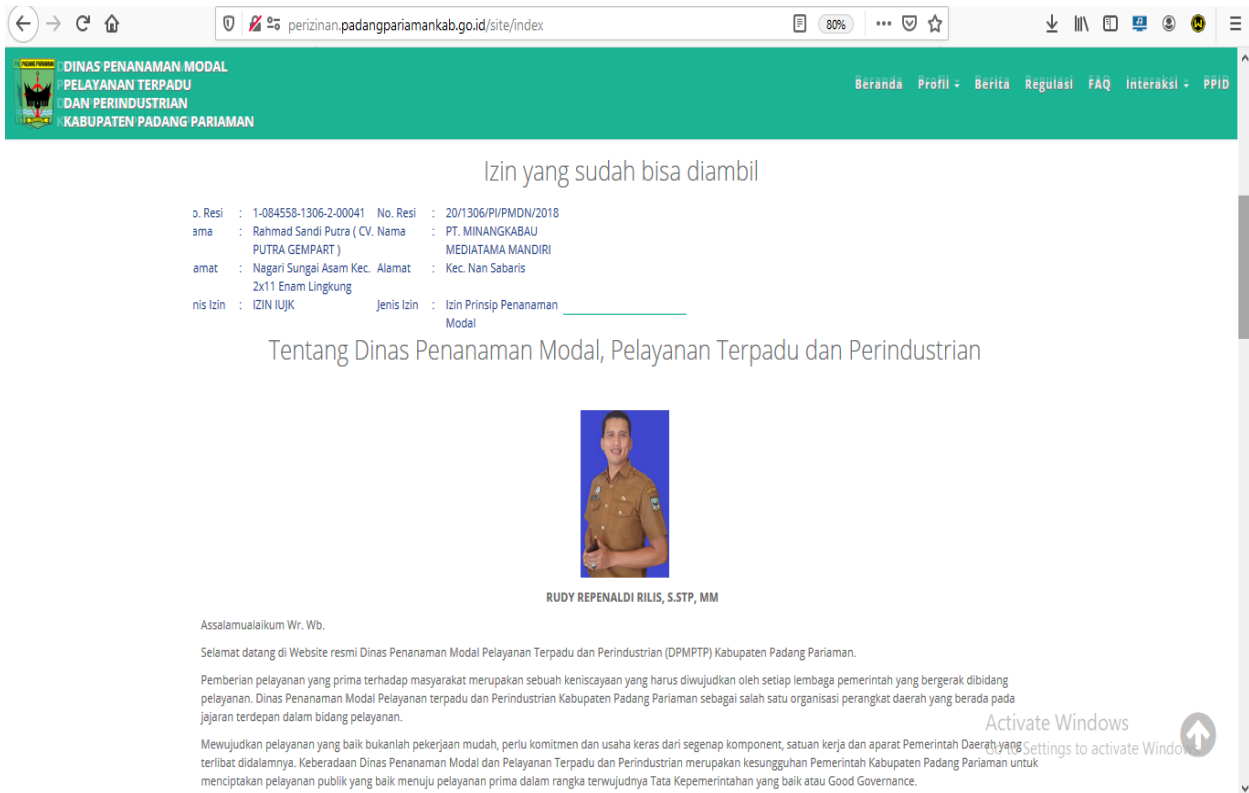 perizinan.padangpariamankab.go.id/site/index
80%
DINAS PENANAMAN MODAL
PELAYANAN TERPADU
DAN PERINDUSTRIAN
KABUPATEN PADANG PARIAMAN
Beranda Profil Berita Regulasi FAQ Interaksi PPID
Izin yang sudah bisa diambil
o. Resi : 1-084558-1306-2-00041 No. Resi : 20/1306/PI/PMDN/2018
ama : Rahmad Sandi Putra ( CV. Nama : PT. MINANGKABAU
PUTRA GEMPART ) MEDIATAMA MANDIRI
amat : Nagari Sungai Asam Kec. Alamat : Kec. Nan Sabaris
2x11 Enam Lingkung
nis Izin : IZIN IUJK Jenis Izin : Izin Prinsip Penanaman
Modal
Tentang Dinas Penanaman Modal, Pelayanan Terpadu dan Perindustrian
RUDY REPENALDI RILIS, S.STP, MM
Assalamualaikum Wr. Wb.
Selamat datang di Website resmi Dinas Penanaman Modal Pelayanan Terpadu dan Perindustrian (DPMPTP) Kabupaten Padang Pariaman.
Pemberian pelayanan yang prima terhadap masyarakat merupakan sebuah keniscayaan yang harus diwujudkan oleh setiap lembaga pemerintah yang bergerak dibidang
pelayanan. Dinas Penanaman Modal Pelayanan terpadu dan Perindustrian Kabupaten Padang Pariaman sebagai salah satu organisasi perangkat daerah yang berada pada
jajaran terdepan dalam bidang pelayanan.
Mewujudkan pelayanan yang baik bukanlah pekerjaan mudah, perlu komitmen dan usaha keras dari segenap komponent, satuan kerja dan aparat Pemerintah Daerah yang
terlibat didalamnya. Keberadaan Dinas Penanaman Modal dan Pelayanan Terpadu dan Perindustrian merupakan kesungguhan Pemerintah Kabupaten Padang Pariaman untuk
menciptakan pelayanan publik yang baik menuju pelayanan prima dalam rangka terwujudnya Tata Kepemerintahan yang baik atau Good Governance.
Activate Windows
Go to Settings to activate Windows.